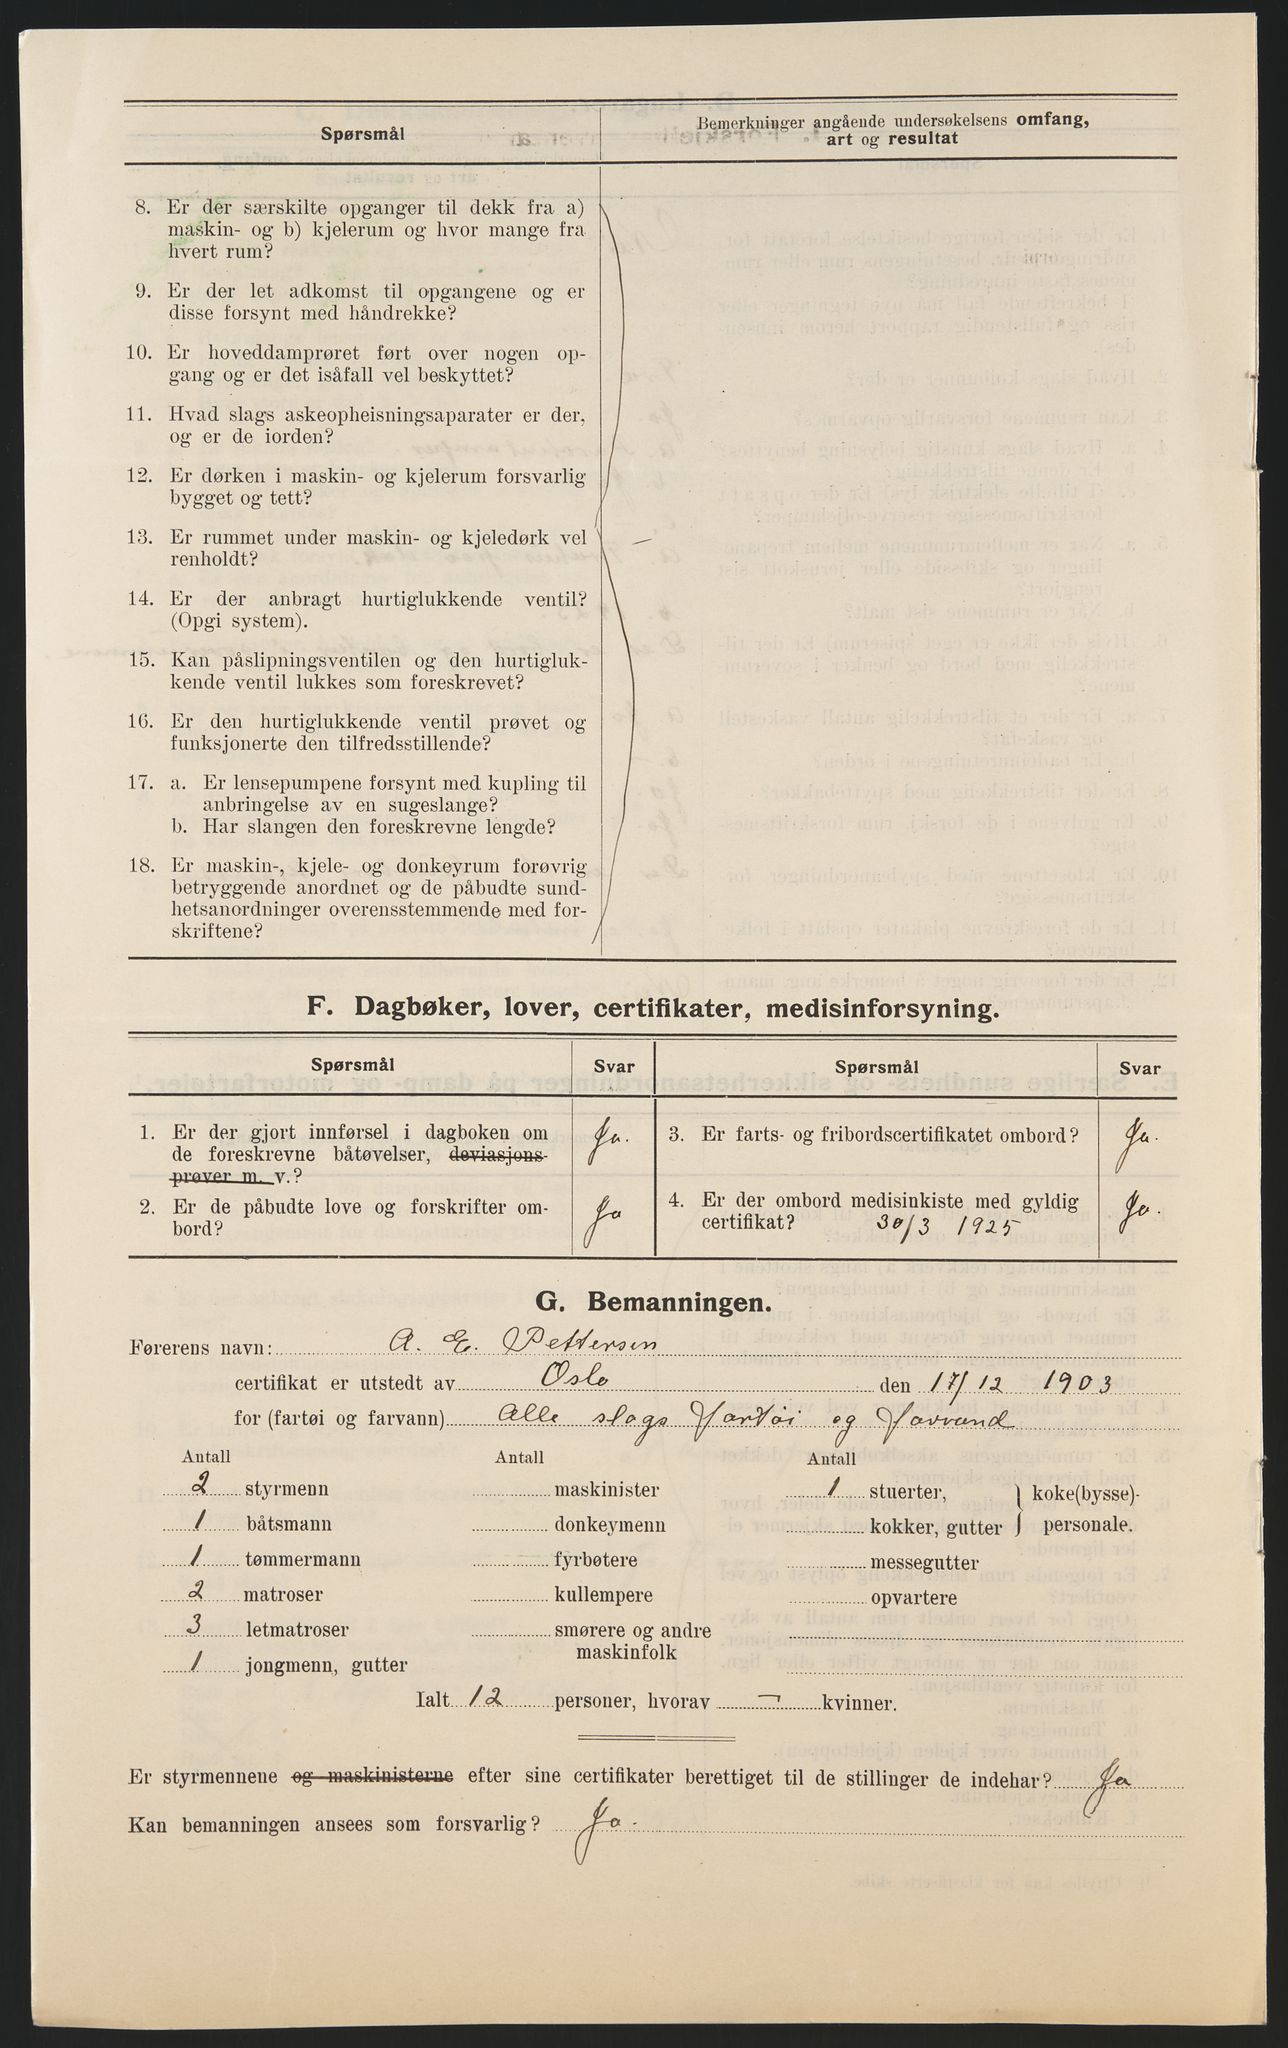 Spørsmål
Bemerkninger angående undersøkelsens omfang,
art og resultat
8. Er der særskilte opganger til dekk fra a)
maskin- og b) kjelerum og hvor mange fra
hvert rum?
9. Er der let adkomst til opgangene og er
disse forsynt med håndrekke?
10. Er hoveddamprøret ført over nogen op-
gang og er det isåfall vel beskyttet?
11. Hvad slags askeopheisningsaparater er der,
og er de iorden?
12. Er dørken i maskin- og kjelerum forsvarlig
bygget og tett?
13. Er rummet under maskin- og kjeledørk vel
renholdt?
—
14. Er der anbragt hurtiglukkende ventil?
(Opgi system).
15. Kan påslipningsventilen og den hurtigluk-
kende ventil lukkes som foreskrevet?
16. Er den hurtiglukkende ventil prøvet og
funksjonerte den tilfredsstillende?
17. a. Er lensepumpene forsynt med kupling til
anbringelse av en sugeslange?
b. Har slangen den foreskrevne lengde?
18. Er maskin-, kjele- og donkeyrum forøvrig
betryggende anordnet og de påbudte sund-
hetsanordninger overensstemmende med for-
skriftene?
F. Dagbøker, lover, certifikater, medisinforsyning.
Spørsmål Svar Spørsmål Svar
1. Er der gjort innførsel i dagboken om
de foreskrevne båtøvelser, deviasjons-
prøver m. v.?
Ja.
2. Er de påbudte love og forskrifter om-
bord?
Ja
3. Er farts- og fribordscertifikatet ombord?
Ja.
4. Er der ombord medisinkiste med gyldig
certifikat? 30/3 1925
Ja.
G. Bemanningen.
Førerens navn: A. E. Pettersen
certifikat er utstedt av Oslo den 17/12 1903
for (fartøi og farvann) Alle slags Fartøi og Farvand
Antall Antall Antall
2 styrmenn maskinister 1 stuerter, koke(bysse)-
1 båtsmann donkeymenn kokker, gutter personale.
1 tømmermann fyrbøtere messegutter
2 matroser kullempere opvartere
3 letmatroser smørere og andre
maskinfolk
1 jongmenn, gutter
Ialt 12 personer, hvorav — kvinner.
Er styrmennene og maskinisterne efter sine certifikater berettiget til de stillinger de indehar? Ja
Kan bemanningen ansees som forsvarlig? Ja.